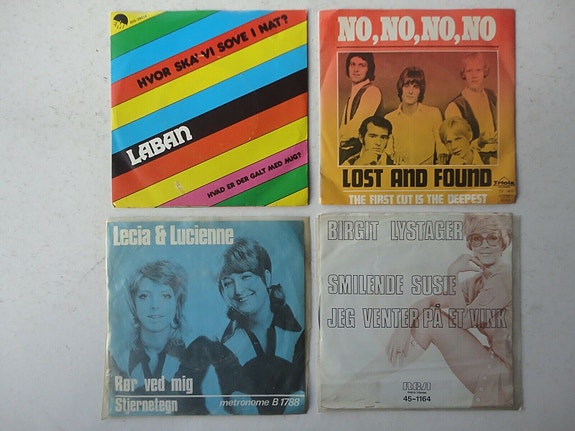 HVOR SKA' VI SOVE I NAT?
LABAN
HVAD ER DER GALT MED MIG?
NO, NO, NO, NO
LOST AND FOUND
Triola
THE FIRST CUT IS THE DEEPEST
Lecia & Lucienne
Rør ved mig
Stjernetegn
metronome B 1788
BIRGIT LYSTAGER
SMILENDE SUSIE
JEG VENTER PÅ ET VINK
RCA
45-1164